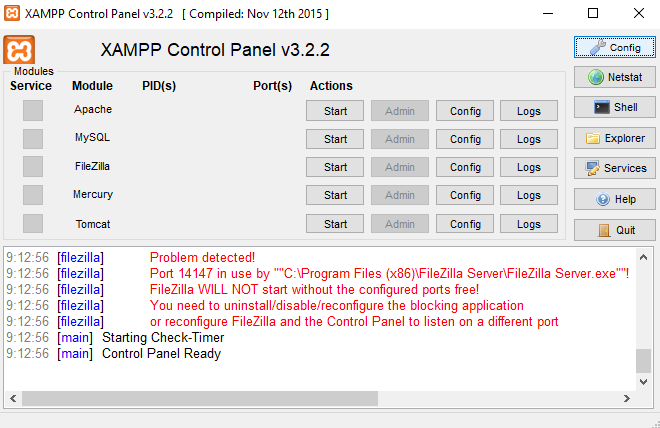 XAMPP Control Panel v3.2.2 [ Compiled: Nov 12th 2015 ]
XAMPP Control Panel v3.2.2
Config
Modules
Service Module PID(s) Port(s) Actions
Netstat
Apache Start Admin Config Logs
Shell
MySQL Start Admin Config Logs
Explorer
FileZilla Start Admin Config Logs
Services
Mercury Start Admin Config Logs
Help
Tomcat Start Admin Config Logs
Quit
9:12:56 [filezilla] Problem detected!
9:12:56 [filezilla] Port 14147 in use by ""C:\Program Files (x86)\FileZilla Server\FileZilla Server.exe""!
9:12:56 [filezilla] FileZilla WILL NOT start without the configured ports free!
9:12:56 [filezilla] You need to uninstall/disable/reconfigure the blocking application
9:12:56 [filezilla] or reconfigure FileZilla and the Control Panel to listen on a different port
9:12:56 [main] Starting Check-Timer
9:12:56 [main] Control Panel Ready